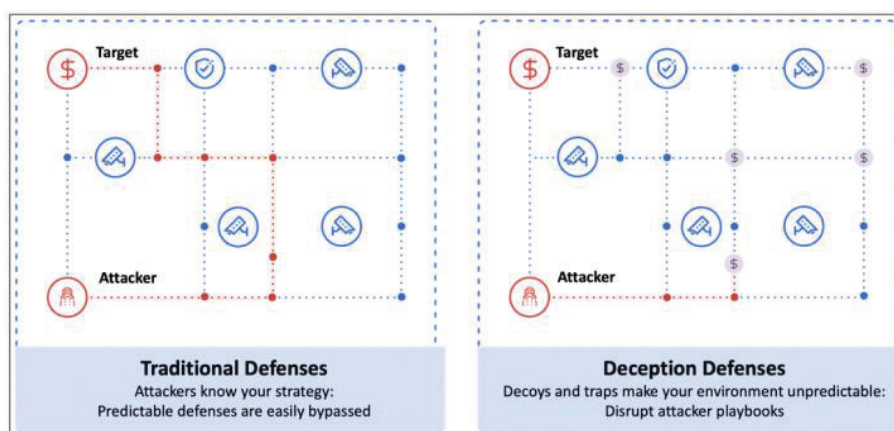 Target
$
Attacker
Traditional Defenses
Attackers know your strategy:
Predictable defenses are easily bypassed
Target
$
$
$
$
$
$
Attacker
Deception Defenses
Decoys and traps make your environment unpredictable:
Disrupt attacker playbooks